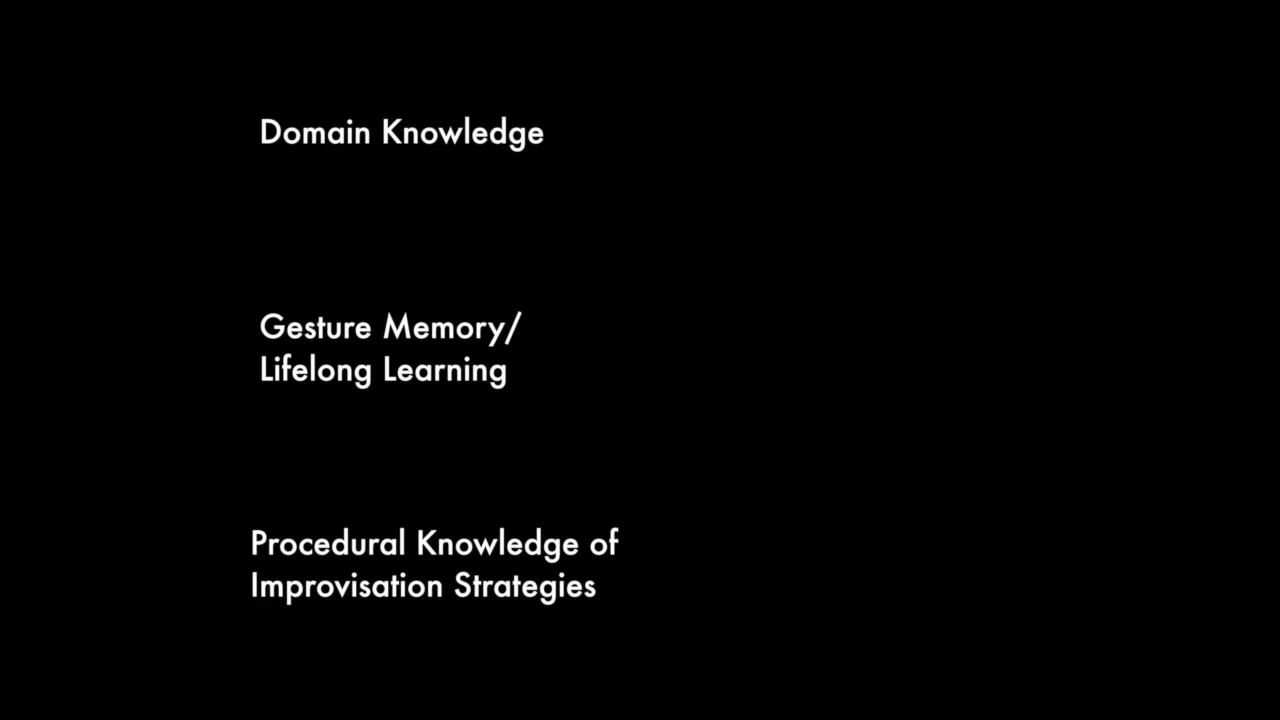 Domain Knowledge
Gesture Memory/
Lifelong Learning
Procedural Knowledge of
Improvisation Strategies